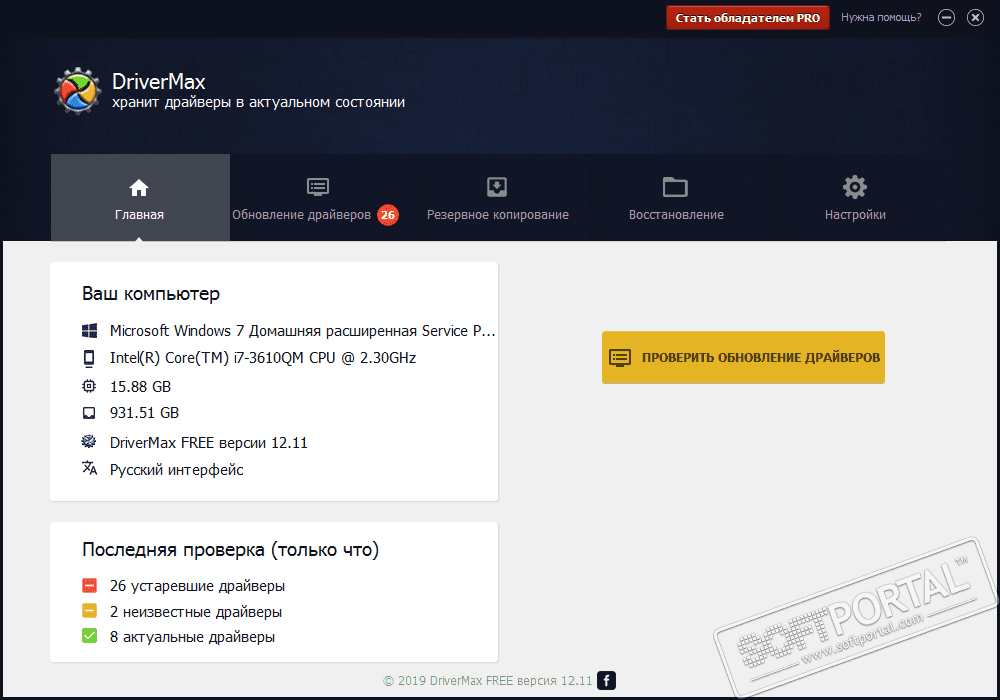 Стать обладателем PRO
Нужна помощь?
DriverMax
хранит драйверы в актуальном состоянии
Главная
Обновление драйверов 26
Резервное копирование
Восстановление
Настройки
Ваш компьютер
Microsoft Windows 7 Домашняя расширенная Service P...
Intel(R) Core(TM) i7-3610QM CPU @ 2.30GHz
15.88 GB
931.51 GB
DriverMax FREE версии 12.11
Русский интерфейс
ПРОВЕРИТЬ ОБНОВЛЕНИЕ ДРАЙВЕРОВ
Последняя проверка (только что)
26 устаревшие драйверы
2 неизвестные драйверы
8 актуальные драйверы
SOFTPORTAL™
www.softportal.com
© 2019 DriverMax FREE версия 12.11